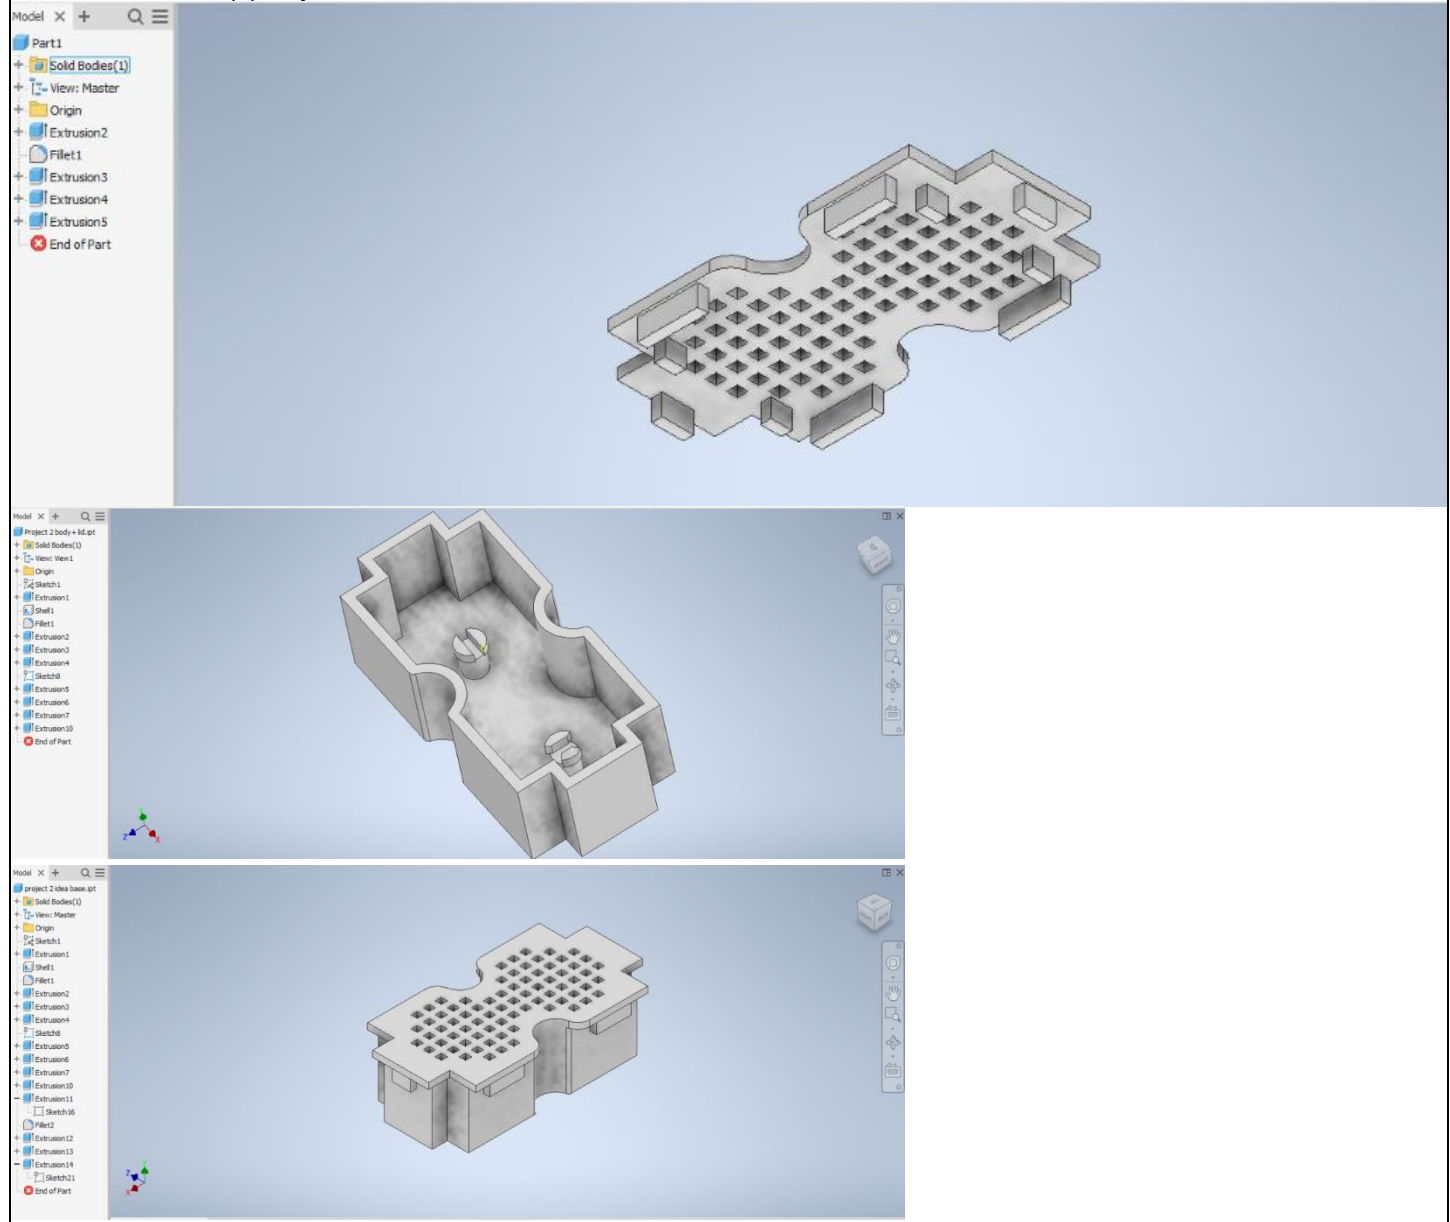 Model × +
Part1
Solid Bodies(1)
View: Master
Origin
Extrusion2
Fillet1
Extrusion3
Extrusion4
Extrusion5
End of Part
Model × +
Project 2 body+ lid.ipt
Solid Bodies(1)
View: View1
Origin
Sketch1
Extrusion1
Shell1
Fillet1
Extrusion2
Extrusion3
Extrusion4
Sketch8
Extrusion5
Extrusion6
Extrusion7
Extrusion10
End of Part
Y
Z
X
Model × +
project 2 idea base.ipt
Solid Bodies(1)
View: Master
Origin
Sketch1
Extrusion1
Shell1
Fillet1
Extrusion2
Extrusion3
Extrusion4
Sketch8
Extrusion5
Extrusion6
Extrusion7
Extrusion10
Extrusion11
Sketch16
Fillet2
Extrusion12
Extrusion13
Extrusion14
Sketch21
End of Part
Z
Y
X